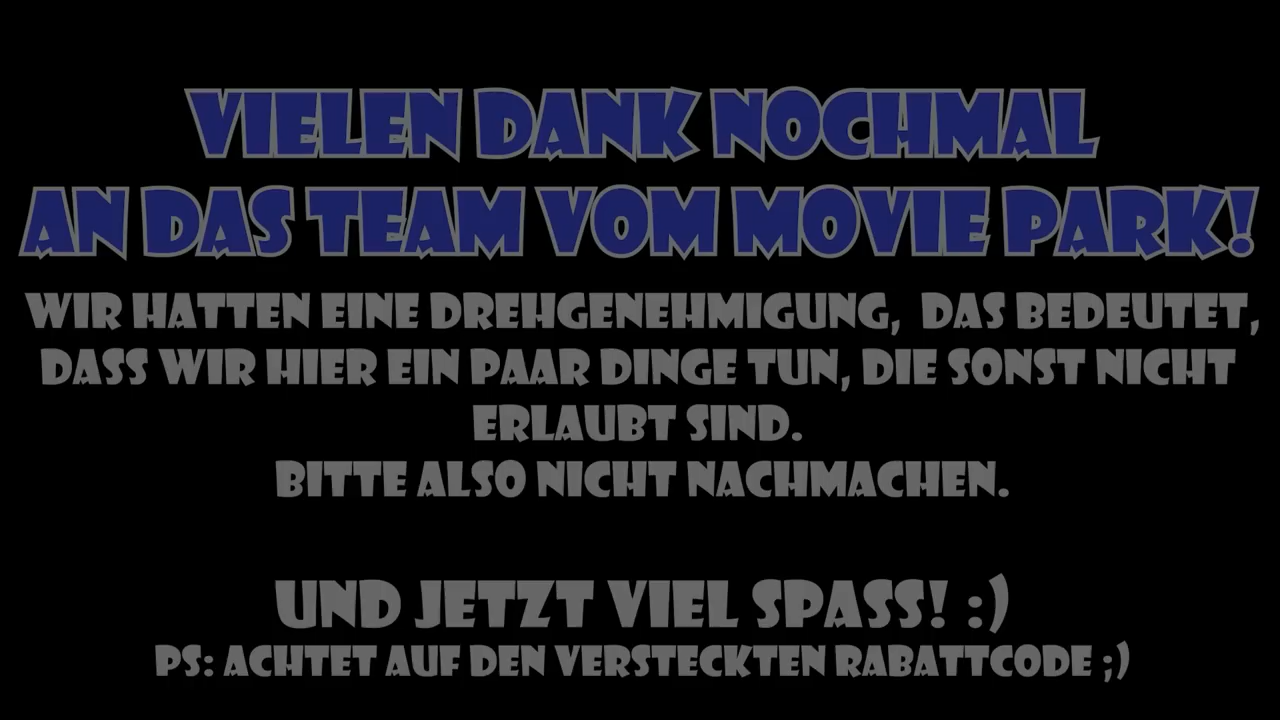 VIELEN DANK NOCHMAL
AN DAS TEAM VOM MOVIE PARK!
WIR HATTEN EINE DREHGENEHMIGUNG, DAS BEDEUTET,
DASS WIR HIER EIN PAAR DINGE TUN, DIE SONST NICHT
ERLAUBT SIND.
BITTE ALSO NICHT NACHMACHEN.
UND JETZT VIEL SPASS! :)
PS: ACHTET AUF DEN VERSTECKTEN RABATTCODE ;)